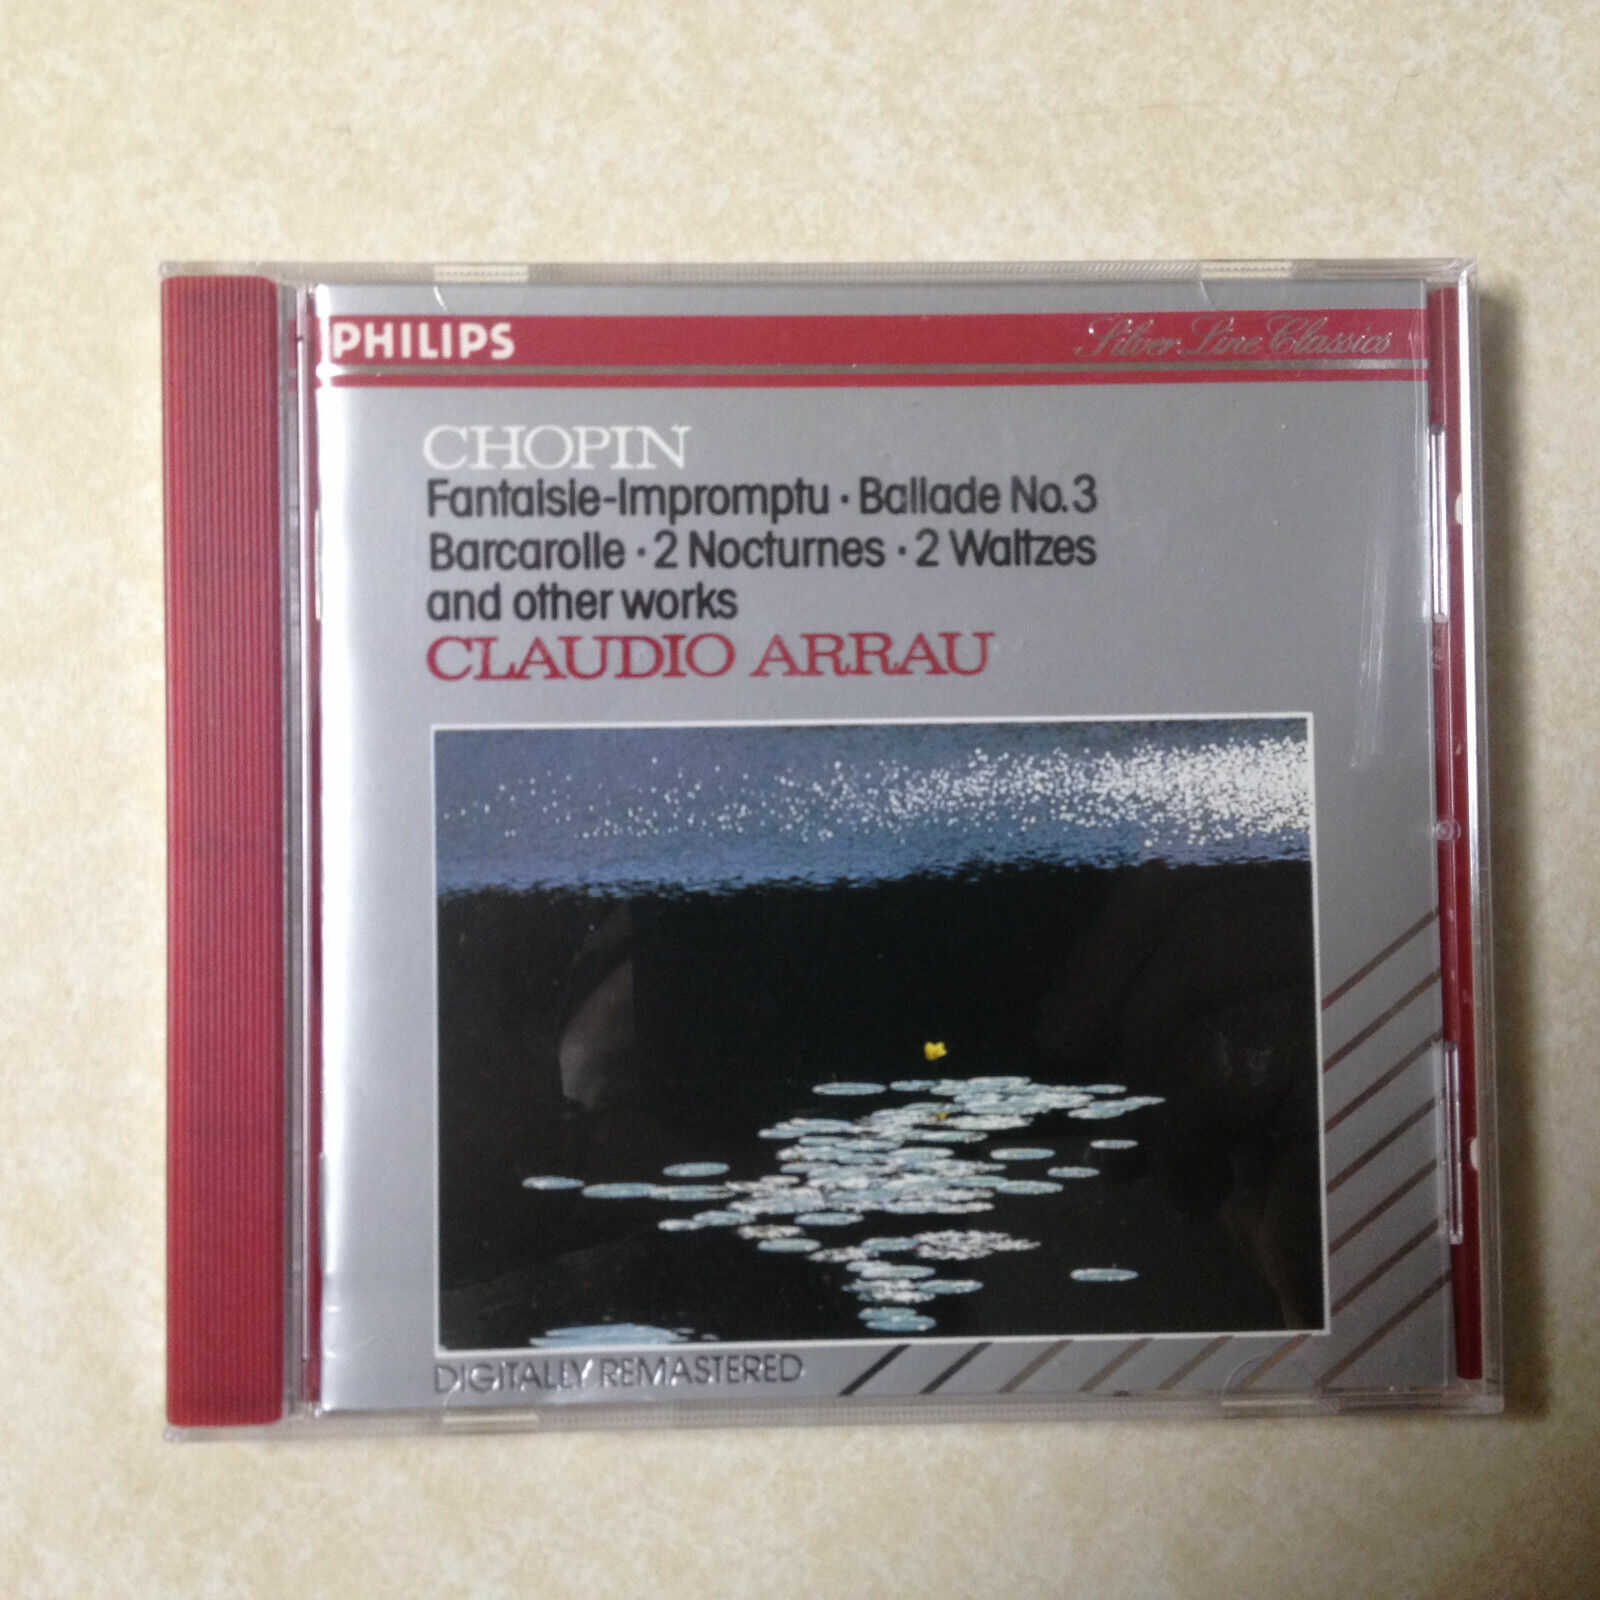 PHILIPS Silver Line Classics
CHOPIN
Fantaisie-Impromptu · Ballade No.3
Barcarolle · 2 Nocturnes · 2 Waltzes
and other works
CLAUDIO ARRAU
DIGITALLY REMASTERED